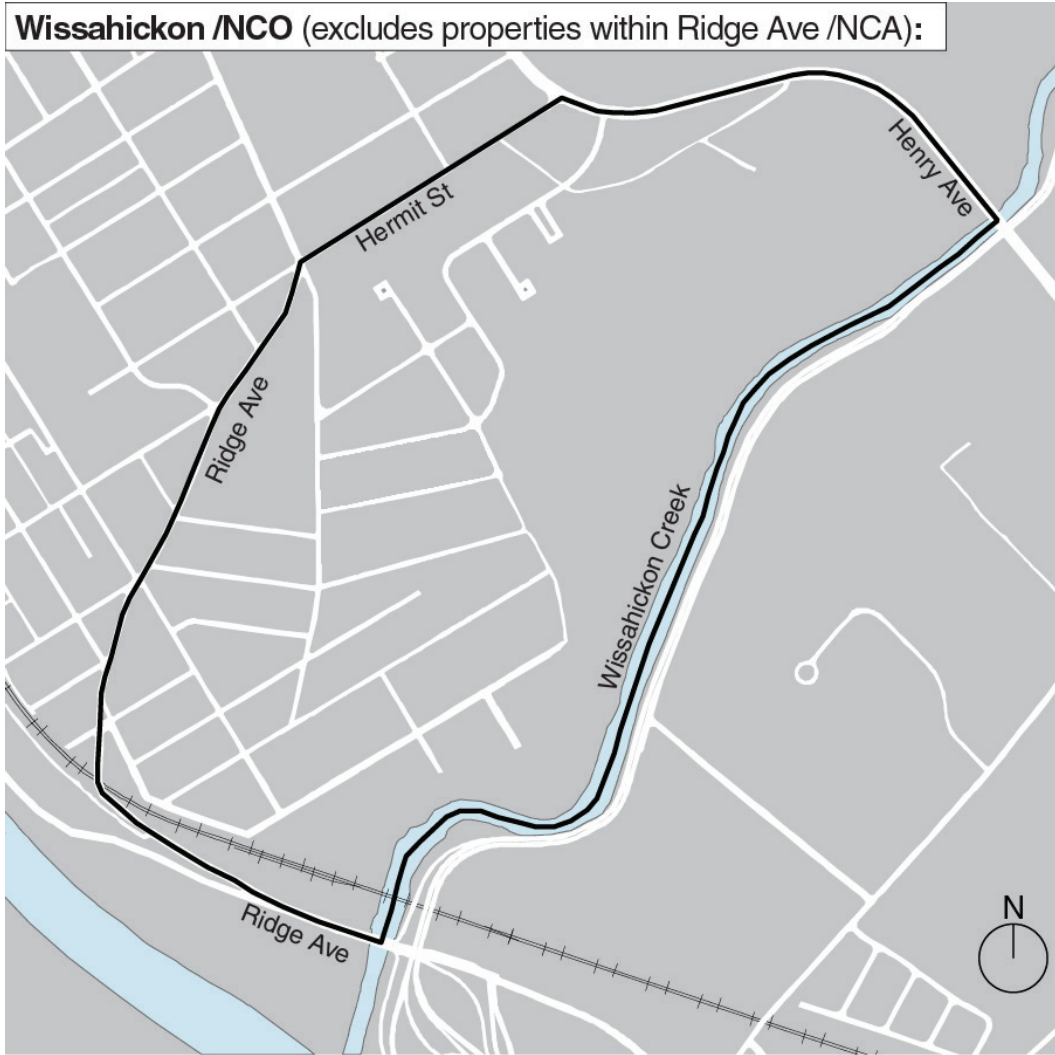 Wissahickon /NCO (excludes properties within Ridge Ave /NCA):
Henry Ave
Hermit St
Ridge Ave
Wissahickon Creek
Ridge Ave
N